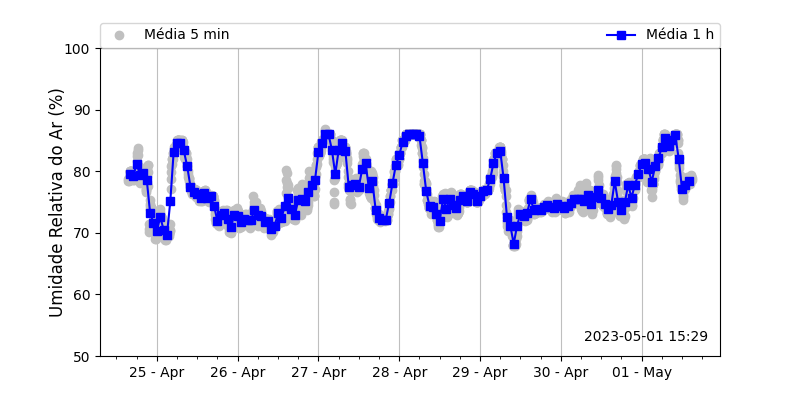 Média 5 min
Média 1 h
100
90
80
70
60
50
Umidade Relativa do Ar (%)
2023-05-01 15:29
25 - Apr
26 - Apr
27 - Apr
28 - Apr
29 - Apr
30 - Apr
01 - May